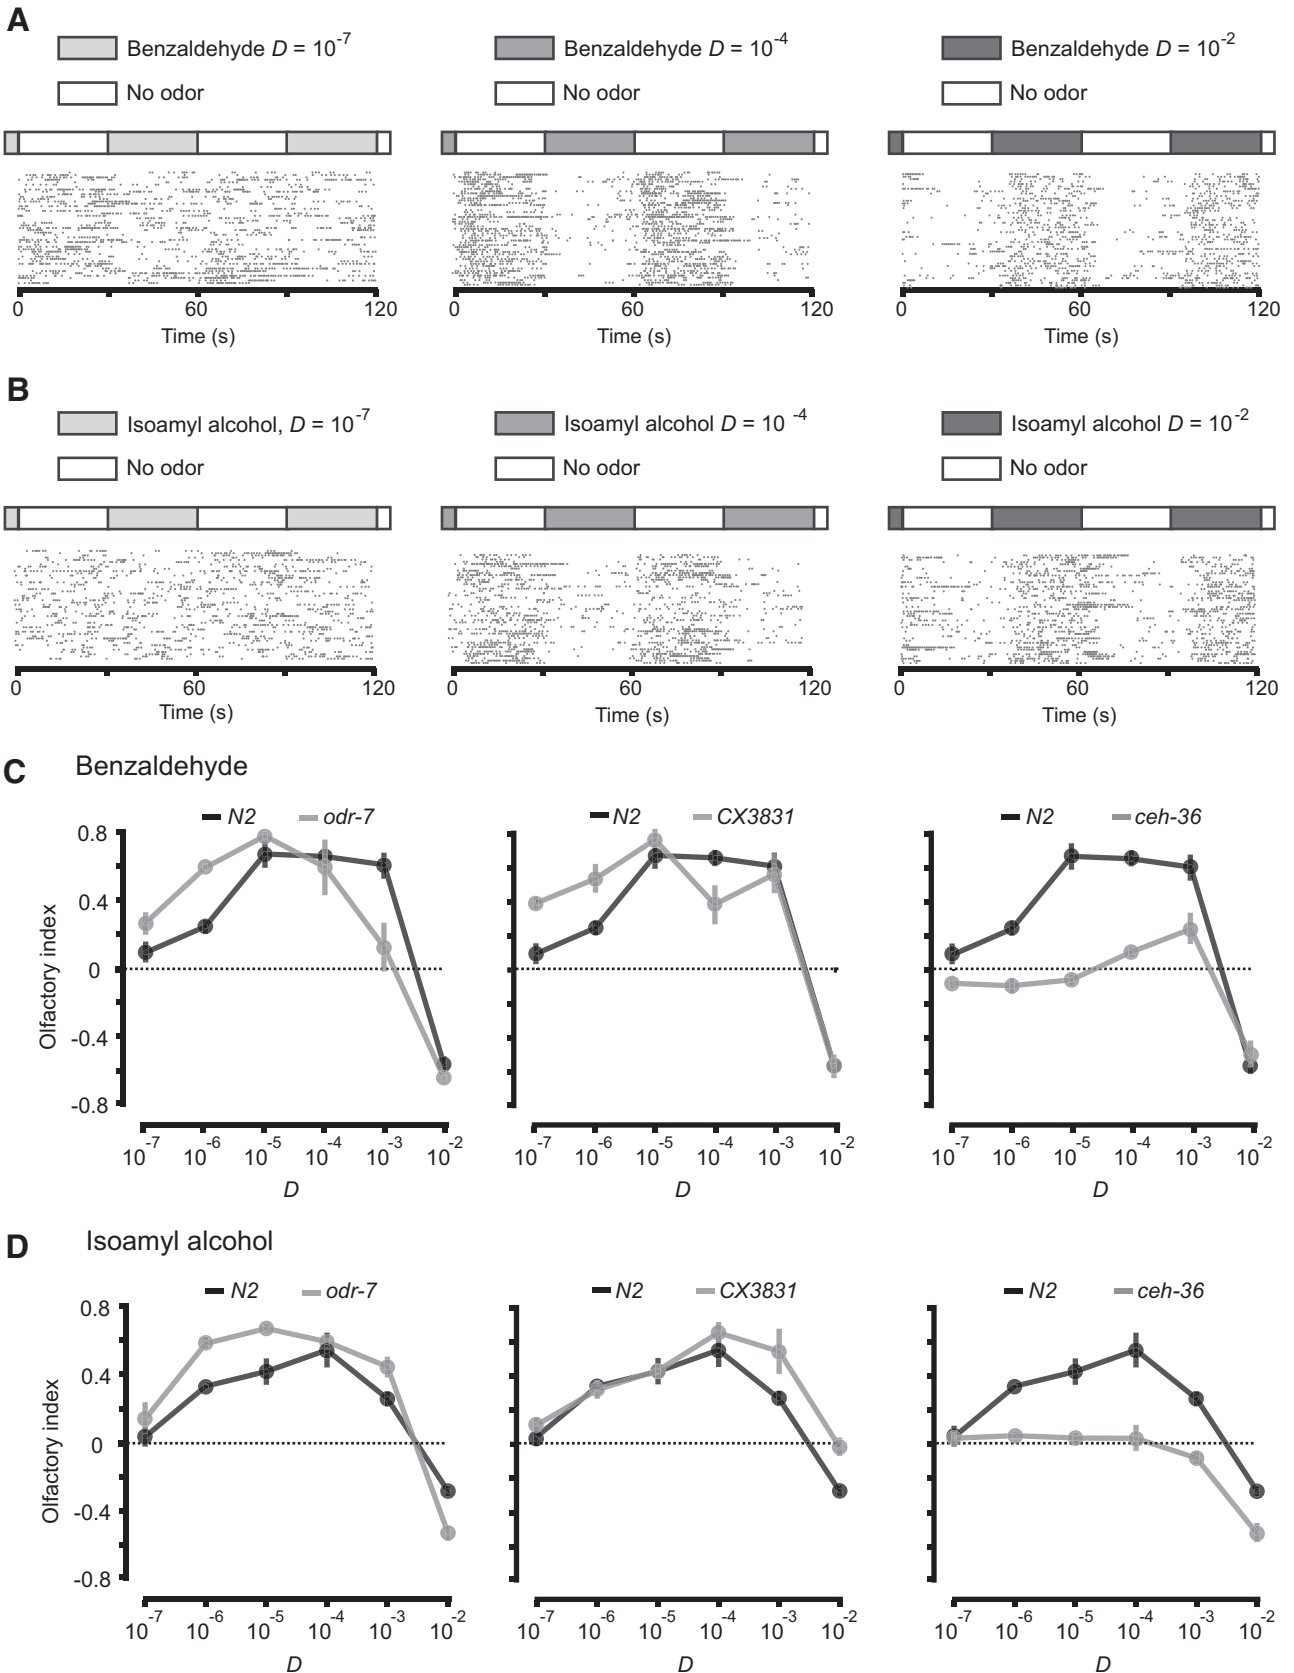 A
Benzaldehyde D = 10^-7
Benzaldehyde D = 10^-4
Benzaldehyde D = 10^-2
No odor
No odor
No odor
0 60 120
0 60 120
0 60 120
Time (s)
Time (s)
Time (s)
B
Isoamyl alcohol, D = 10^-7
Isoamyl alcohol D = 10^-4
Isoamyl alcohol D = 10^-2
No odor
No odor
No odor
0 60 120
0 60 120
0 60 120
Time (s)
Time (s)
Time (s)
C Benzaldehyde
N2 odr-7
N2 CX3831
N2 ceh-36
Olfactory index
0.8
0.4
0
-0.4
-0.8
10^-7 10^-6 10^-5 10^-4 10^-3 10^-2
10^-7 10^-6 10^-5 10^-4 10^-3 10^-2
10^-7 10^-6 10^-5 10^-4 10^-3 10^-2
D
D
D
D Isoamyl alcohol
N2 odr-7
N2 CX3831
N2 ceh-36
Olfactory index
0.8
0.4
0
-0.4
-0.8
10^-7 10^-6 10^-5 10^-4 10^-3 10^-2
10^-7 10^-6 10^-5 10^-4 10^-3 10^-2
10^-7 10^-6 10^-5 10^-4 10^-3 10^-2
D
D
D